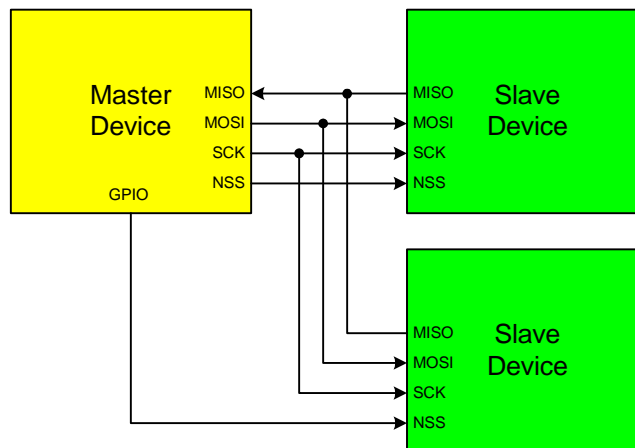 Master
Device
MISO
MOSI
SCK
NSS
GPIO
MISO
MOSI
SCK
NSS
Slave
Device
MISO
MOSI
SCK
NSS
Slave
Device